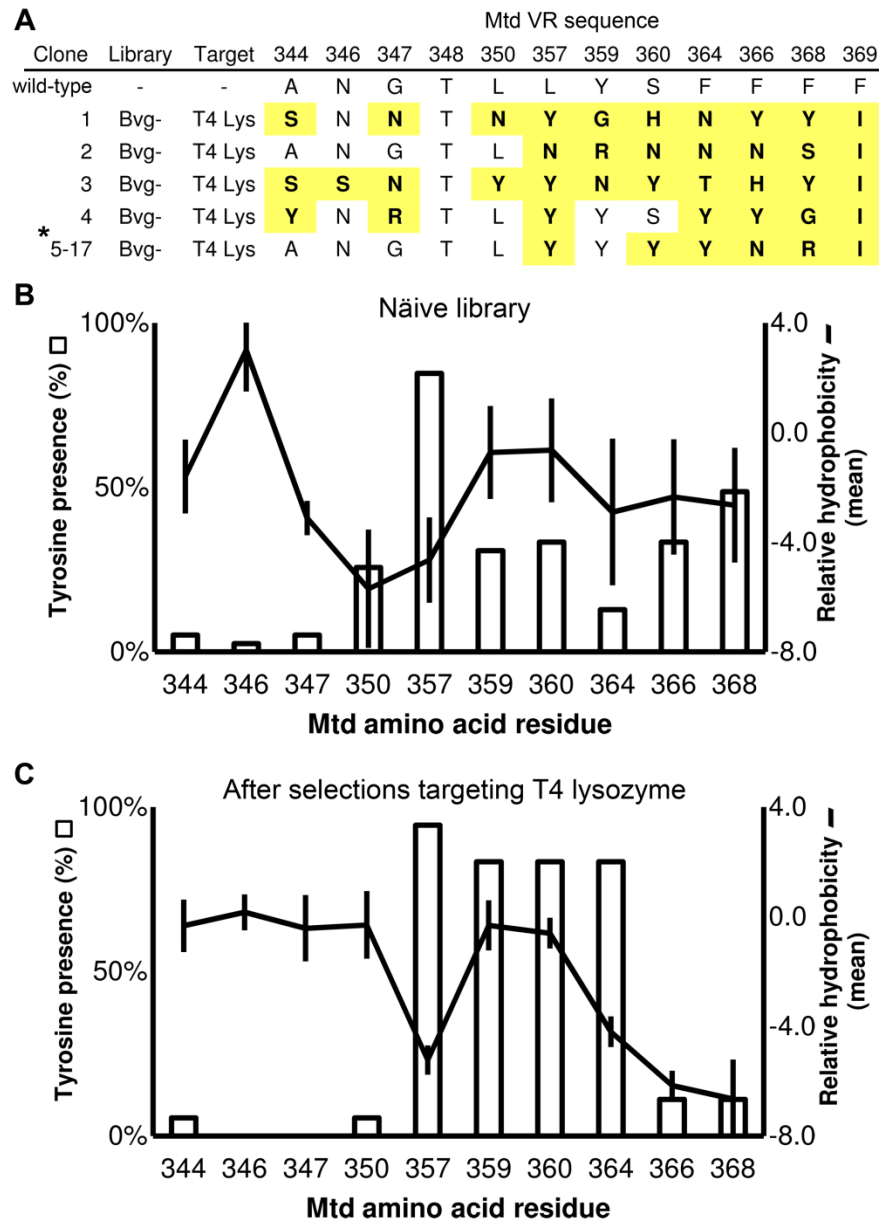 A
Mtd VR sequence
Clone Library Target 344 346 347 348 350 357 359 360 364 366 368 369
wild-type - - A N G T L L Y S F F F F
1 Bvg- T4 Lys S N N T N Y G H N Y Y I
2 Bvg- T4 Lys A N G T L N R N N N S I
3 Bvg- T4 Lys S S N T Y Y N Y T H Y I
4 Bvg- T4 Lys Y N R T L Y Y S Y Y G I
* 5-17 Bvg- T4 Lys A N G T L Y Y Y Y N R I
B
Näive library
Tyrosine presence (%)
100%
50%
0%
4.0
0.0
-4.0
-8.0
Relative hydrophobicity
(mean)
344 346 347 350 357 359 360 364 366 368
Mtd amino acid residue
C
After selections targeting T4 lysozyme
Tyrosine presence (%)
100%
50%
0%
4.0
0.0
-4.0
-8.0
Relative hydrophobicity
(mean)
344 346 347 350 357 359 360 364 366 368
Mtd amino acid residue